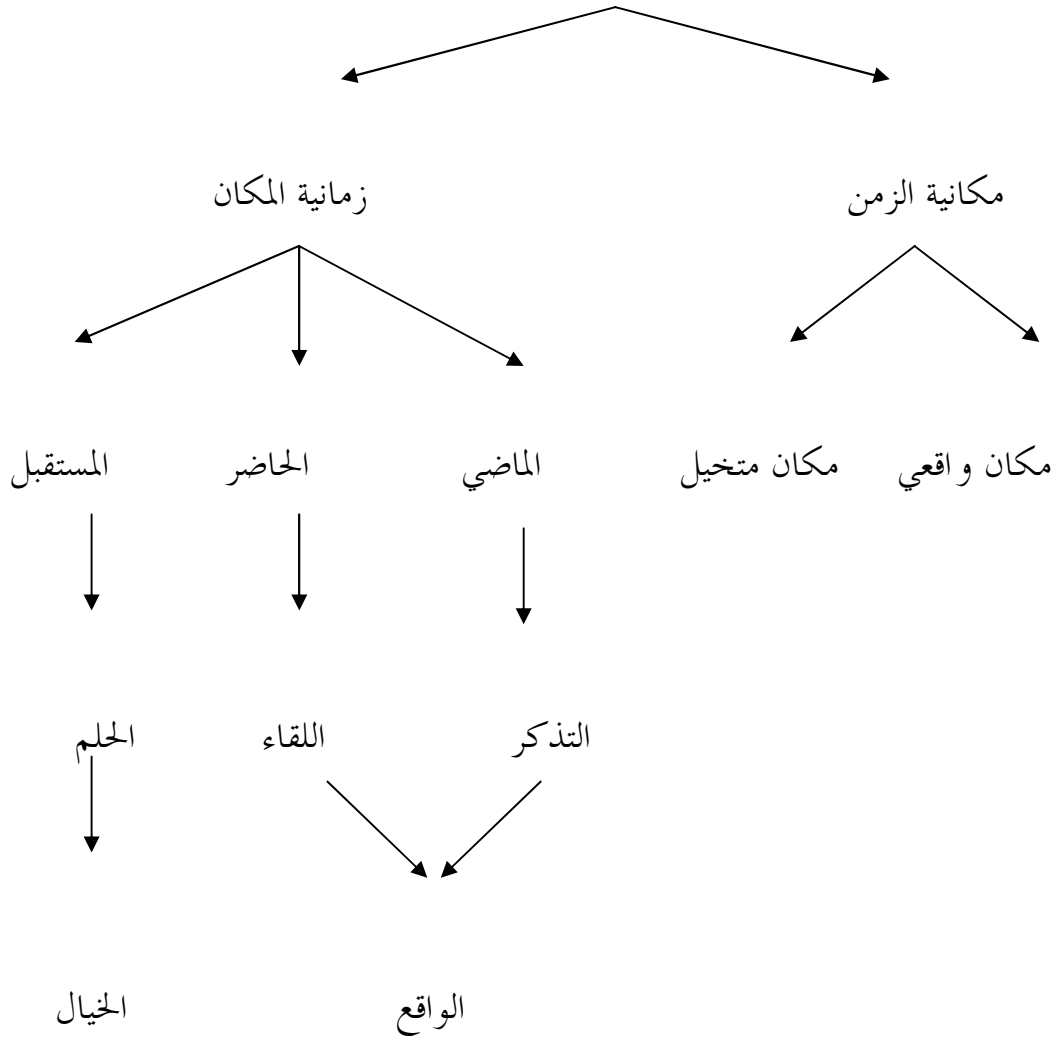 مكانية الزمن زمانية المكان
مكان واقعي مكان متخيل الماضي الحاضر المستقبل
التذكر اللقاء الحلم
الواقع الخيال